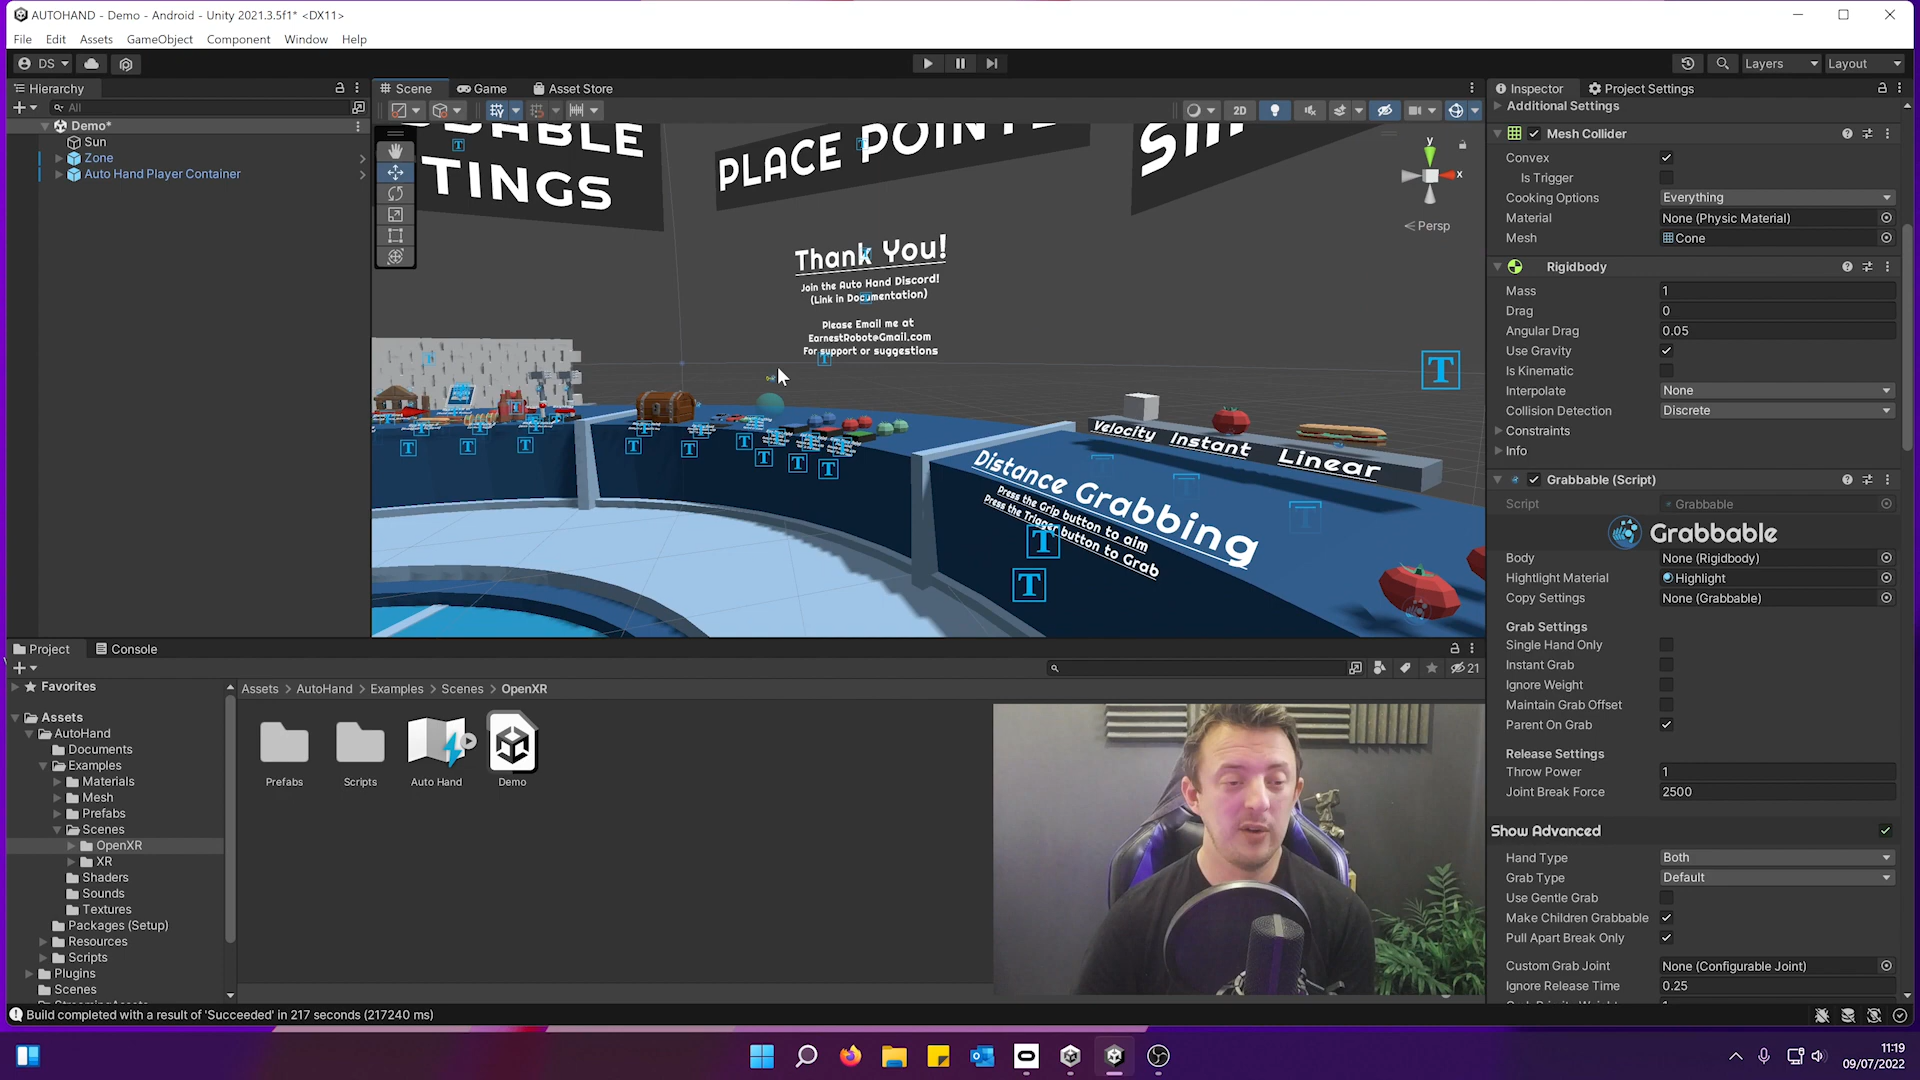 AUTOHAND - Demo - Android - Unity 2021.3.5f1* <DX11>
File Edit Assets GameObject Component Window Help
DS
Layers
Layout
Hierarchy
All
Demo*
Sun
Zone
Auto Hand Player Container
Scene
Game
Asset Store
2D
TINGS
PLACE POINT
Thank You!
Join the Auto Hand Discord!
(Link in Documentation)
Please Email me at
EarnestRobot@Gmail.com
For support or suggestions
y
x
Persp
Velocity Instant Linear
Distance Grabbing
Press the Grip button to aim
Press the Trigger button to Grab
Inspector
Project Settings
Additional Settings
Mesh Collider
Convex
Is Trigger
Cooking Options Everything
Material None (Physic Material)
Mesh Cone
Rigidbody
Mass 1
Drag 0
Angular Drag 0.05
Use Gravity
Is Kinematic
Interpolate None
Collision Detection Discrete
Constraints
Info
Grabbable (Script)
Script Grabbable
Grabbable
Body None (Rigidbody)
Hightlight Material Highlight
Copy Settings None (Grabbable)
Grab Settings
Single Hand Only
Instant Grab
Ignore Weight
Maintain Grab Offset
Parent On Grab
Release Settings
Throw Power 1
Joint Break Force 2500
Show Advanced
Hand Type Both
Grab Type Default
Use Gentle Grab
Make Children Grabbable
Pull Apart Break Only
Custom Grab Joint None (Configurable Joint)
Ignore Release Time 0.25
Project
Console
21
Favorites
Assets
AutoHand
Documents
Examples
Materials
Mesh
Prefabs
Scenes
OpenXR
XR
Shaders
Sounds
Textures
Packages (Setup)
Resources
Scripts
Plugins
Scenes
Assets > AutoHand > Examples > Scenes > OpenXR
Prefabs
Scripts
Auto Hand
Demo
Build completed with a result of 'Succeeded' in 217 seconds (217240 ms)
11:19
09/07/2022